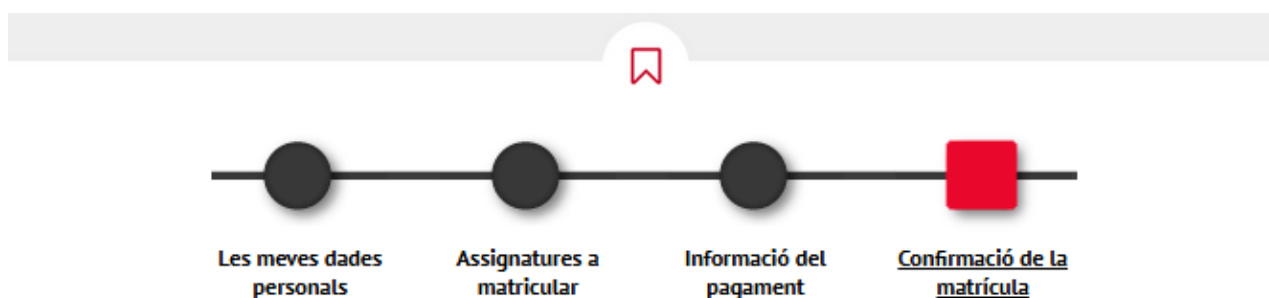 Les meves dades
personals
Assignatures a
matricular
Informació del
pagament
Confirmació de la
matrícula